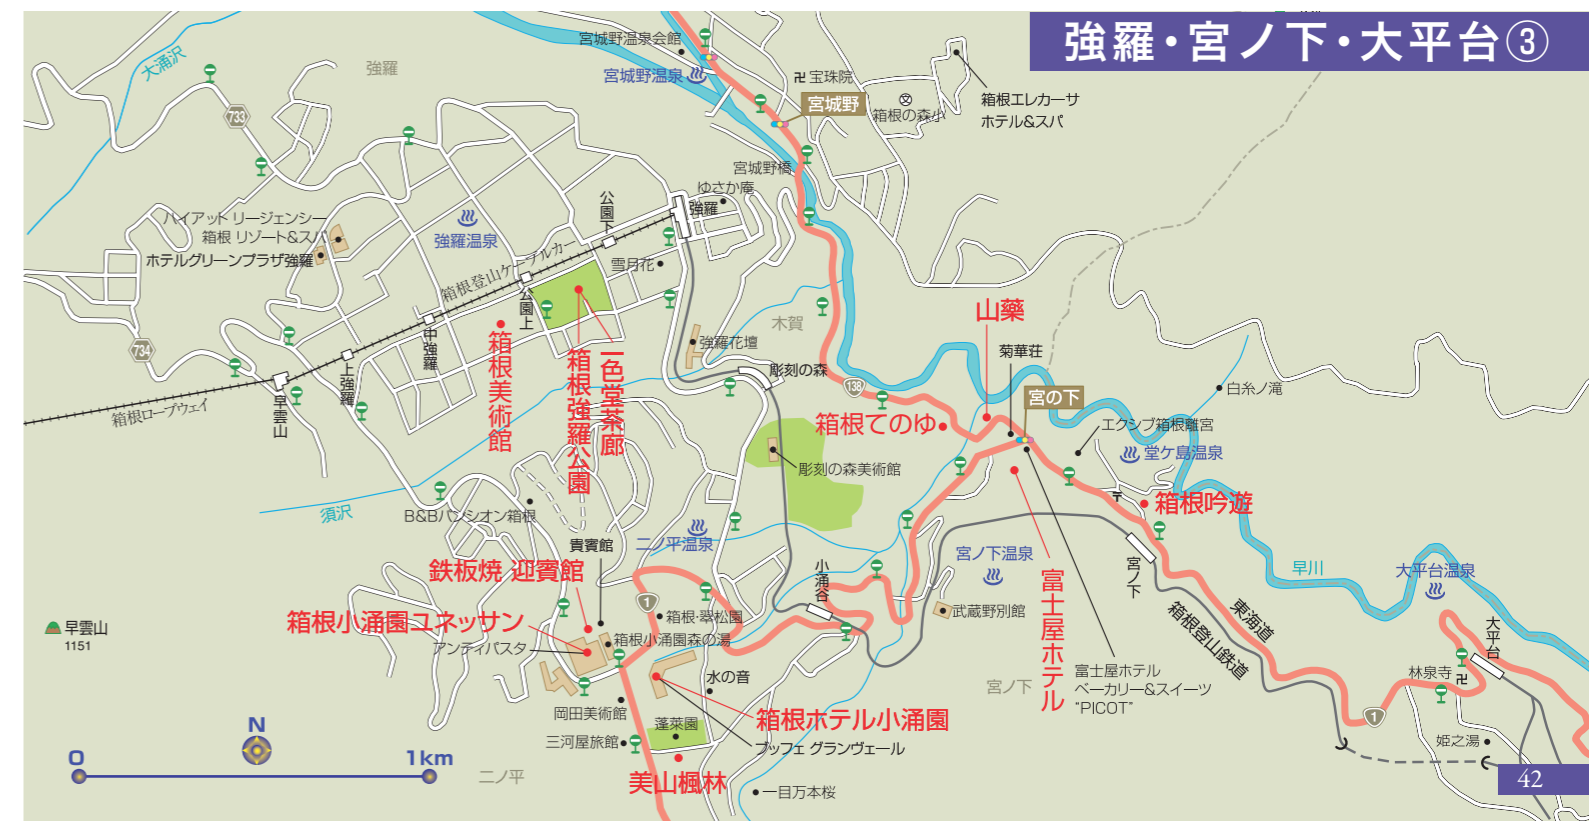 強羅・宮ノ下・大平台③
大涌沢
強羅
宮城野温泉会館
宮城野温泉
卍宝珠院
宮城野
文
箱根の森小
箱根エレカーサ
ホテル&スパ
733
宮城野橋
ゆさか庵
公園下
強羅
ハイアット リージェンシー
箱根 リゾート&スパ
ホテルグリーンプラザ強羅
強羅温泉
箱根登山ケーブルカー
雪月花
公園上
木賀
山藥
強羅花壇
菊華荘
734
中強羅
上強羅
箱根美術館
箱根強羅公園
一色堂茶廊
彫刻の森
138
白糸ノ滝
宮の下
箱根ロープウェイ
早雲山
箱根てのゆ
エクシブ箱根離宮
堂ケ島温泉
彫刻の森美術館
箱根吟遊
須沢
B&Bパンシオン箱根
貴賓館
二ノ平温泉
宮ノ下温泉
宮ノ下
早川
大平台温泉
鉄板焼 迎賓館
小涌谷
富士屋ホテル
1
箱根・翠松園
武蔵野別館
東海道
箱根登山鉄道
大平台
箱根小涌園ユネッサン
箱根小涌園森の湯
アンティパスタ
早雲山
1151
水の音
富士屋ホテル
ベーカリー&スイーツ
"PICOT"
宮ノ下
林泉寺
卍
岡田美術館
箱根ホテル小涌園
蓬莱園
1
三河屋旅館
ブッフェ グランヴェール
姫之湯
N
0
1km
二ノ平
美山楓林
一目万本桜
42